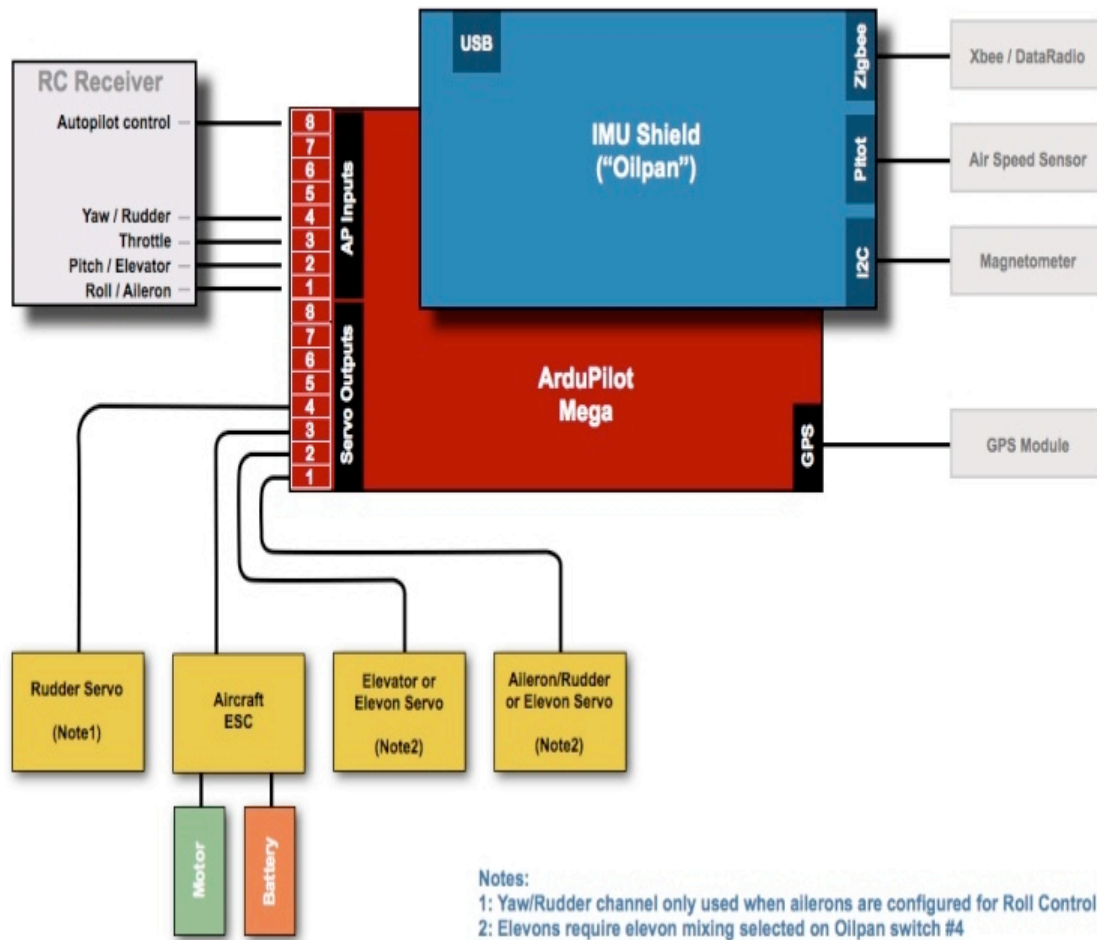 USB
Zigbee
Xbee / DataRadio
RC Receiver
Autopilot control
8
7
6
5
4
3
2
1
AP Inputs
Yaw / Rudder
Throttle
Pitch / Elevator
Roll / Aileron
IMU Shield
("Oilpan")
Pitot
Air Speed Sensor
I2C
Magnetometer
8
7
6
5
4
3
2
1
Servo Outputs
ArduPilot
Mega
GPS
GPS Module
Rudder Servo
(Note1)
Aircraft
ESC
Elevator or
Elevon Servo
(Note2)
Aileron/Rudder
or Elevon Servo
(Note2)
Motor
Battery
Notes:
1: Yaw/Rudder channel only used when ailerons are configured for Roll Control
2: Elevons require elevon mixing selected on Oilpan switch #4